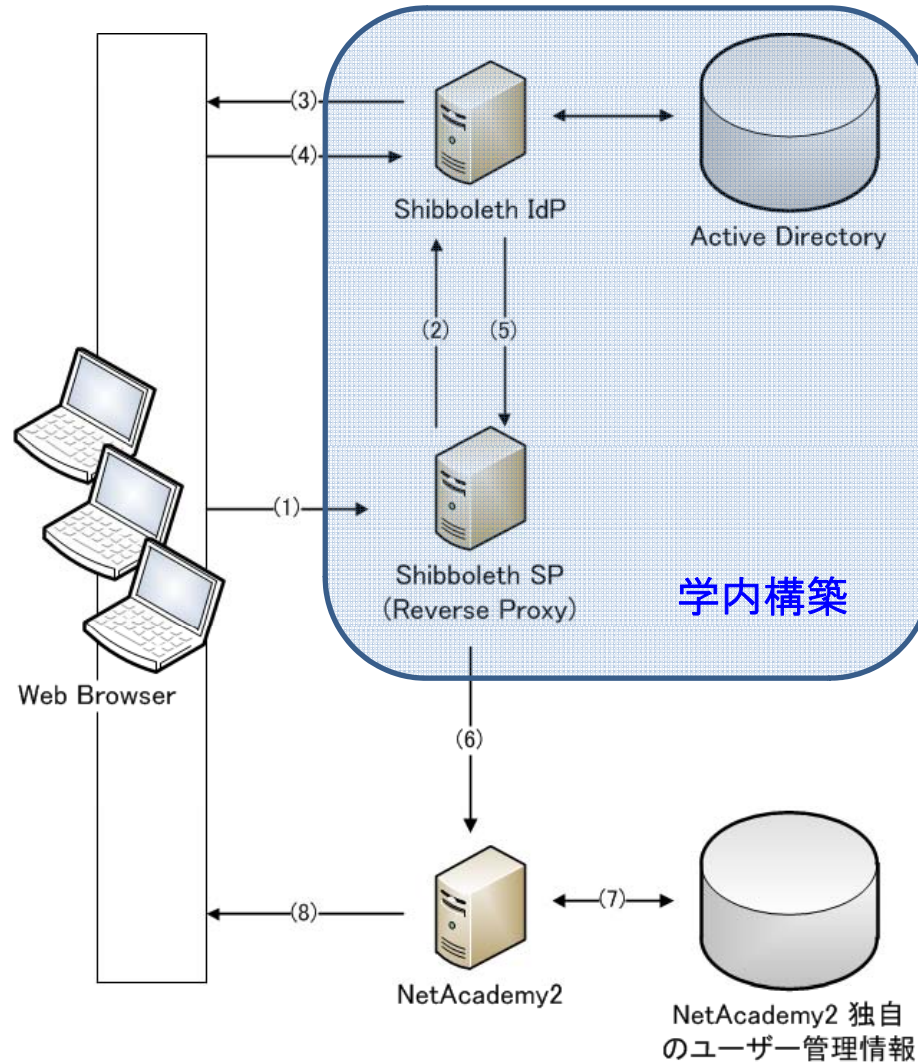 (3)
(4)
Shibboleth IdP
Active Directory
(2)
(5)
(1)
Shibboleth SP
(Reverse Proxy)
学内構築
Web Browser
(6)
(8)
(7)
NetAcademy2
NetAcademy2 独自
のユーザー管理情報